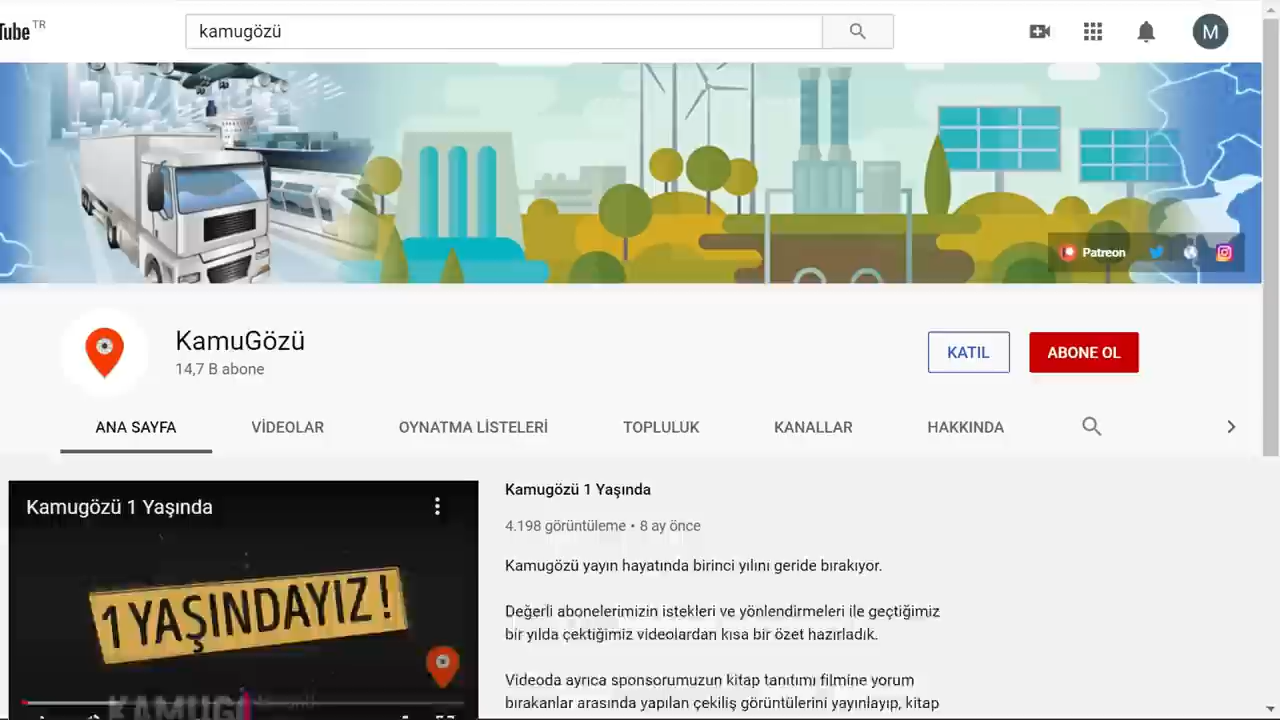 Tube TR
kamugözü
M
Patreon
KamuGözü
14,7 B abone
KATIL
ABONE OL
ANA SAYFA
VİDEOLAR
OYNATMA LİSTELERİ
TOPLULUK
KANALLAR
HAKKINDA
Kamugözü 1 Yaşında
1 YAŞINDAYIZ!
Kamugözü 1 Yaşında
4.198 görüntüleme • 8 ay önce
Kamugözü yayın hayatında birinci yılını geride bırakıyor.
Değerli abonelerimizin istekleri ve yönlendirmeleri ile geçtiğimiz
bir yılda çektiğimiz videolardan kısa bir özet hazırladık.
Videoda ayrıca sponsorumuzun kitap tanıtımı filmine yorum
bırakanlar arasında yapılan çekiliş görüntülerini yayınlayıp, kitap